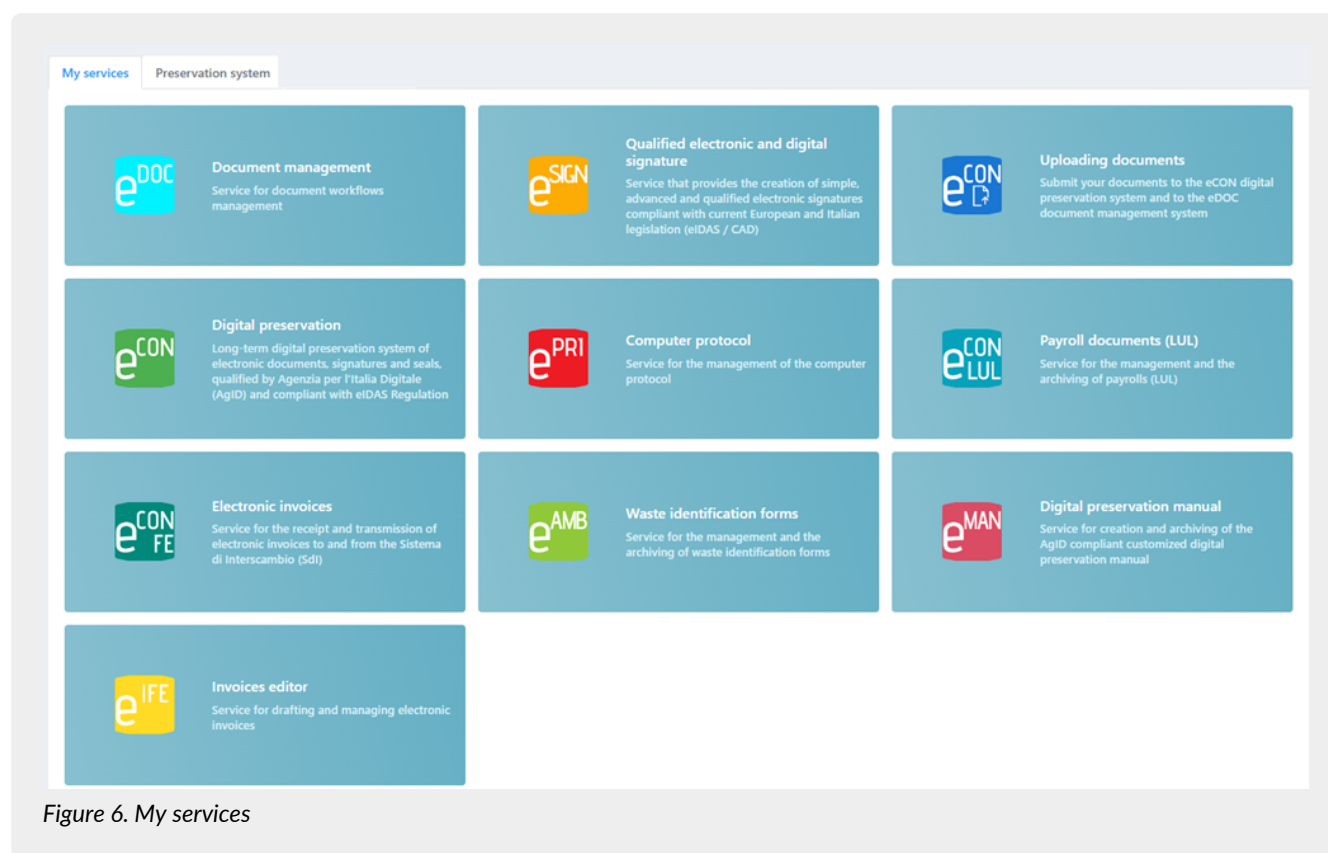 My services
Preservation system
eDOC
Document management
Service for document workflows
management
eSIGN
Qualified electronic and digital
signature
Service that provides the creation of simple,
advanced and qualified electronic signatures
compliant with current European and Italian
legislation (eIDAS / CAD)
eCON
Uploading documents
Submit your documents to the eCON digital
preservation system and to the eDOC
document management system
eCON
Digital preservation
Long-term digital preservation system of
electronic documents, signatures and seals,
qualified by Agenzia per l'Italia Digitale
(AgID) and compliant with eIDAS Regulation
ePRI
Computer protocol
Service for the management of the computer
protocol
eCON
LUL
Payroll documents (LUL)
Service for the management and the
archiving of payrolls (LUL)
eCON
FE
Electronic invoices
Service for the receipt and transmission of
electronic invoices to and from the Sistema
di Interscambio (SdI)
eAMB
Waste identification forms
Service for the management and the
archiving of waste identification forms
eMAN
Digital preservation manual
Service for creation and archiving of the
AgID compliant customized digital
preservation manual
eIFE
Invoices editor
Service for drafting and managing electronic
invoices
Figure 6. My services